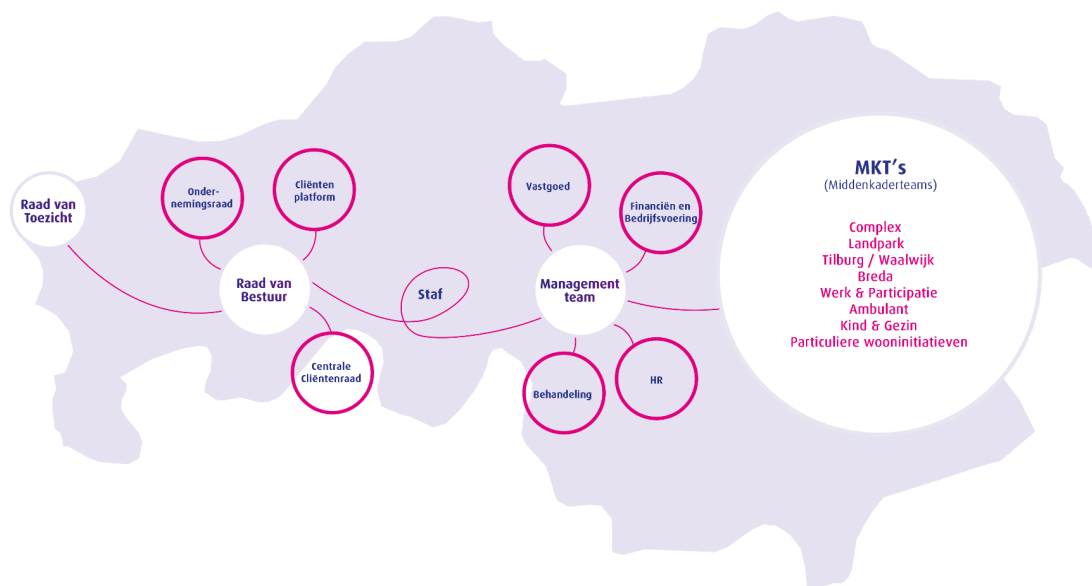 Raad van
Toezicht
Onder-
nemingsraad
Cliënten
platform
Raad van
Bestuur
Centrale
Cliëntenraad
Staf
Vastgoed
Financiën en
Bedrijfsvoering
Management
team
Behandeling
HR
MKT's
(Middenkaderteams)
Complex
Landpark
Tilburg / Waalwijk
Breda
Werk & Participatie
Ambulant
Kind & Gezin
Particuliere wooninitiatieven